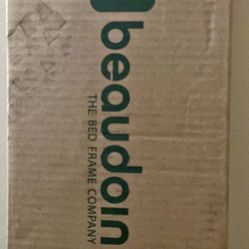 beaudoin
THE BED FRAME COMPANY